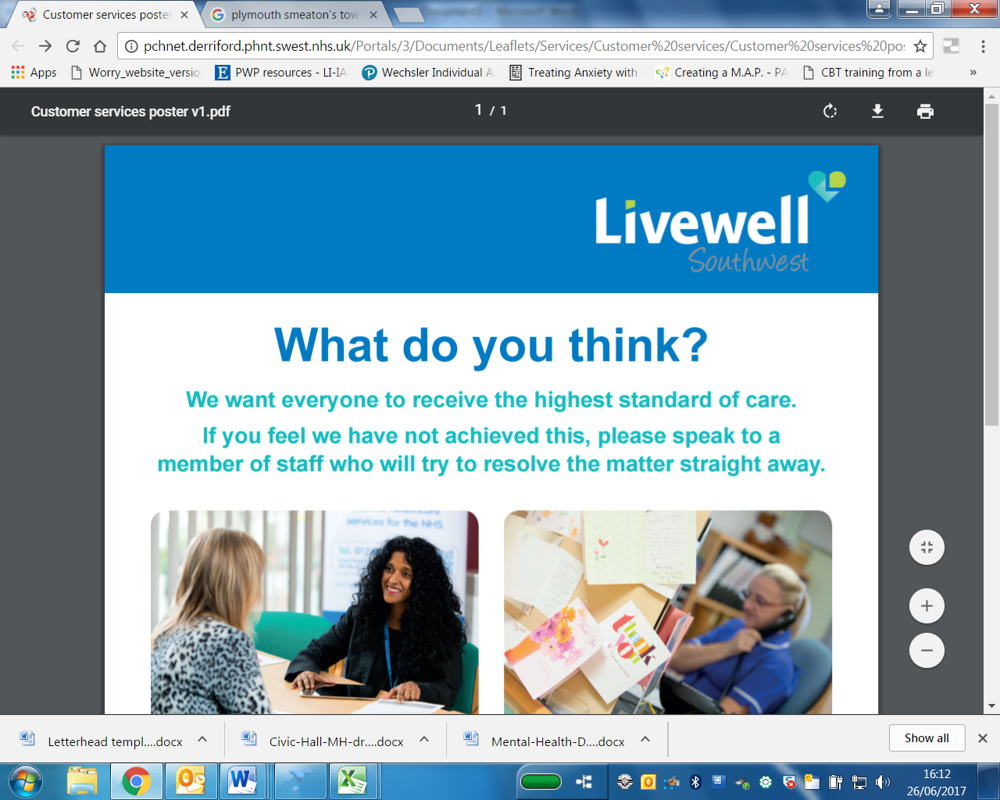 Customer services poster
plymouth smeaton's tow
pchnet.derriford.phnt.swest.nhs.uk/Portals/3/Documents/Leaflets/Services/Customer%20services/Customer%20services%20pos
Apps
Worry_website_versio
PWP resources - LI-IA
Wechsler Individual A
Treating Anxiety with
Creating a M.A.P. - PA
CBT training from a le
»
Customer services poster v1.pdf
1 / 1
Livewell
Southwest
What do you think?
We want everyone to receive the highest standard of care.
If you feel we have not achieved this, please speak to a
member of staff who will try to resolve the matter straight away.
services for the NHS.
Tel.
thank
you
Letterhead templ....docx
Civic-Hall-MH-dr....docx
Mental-Health-D....docx
Show all
16:12
26/06/2017